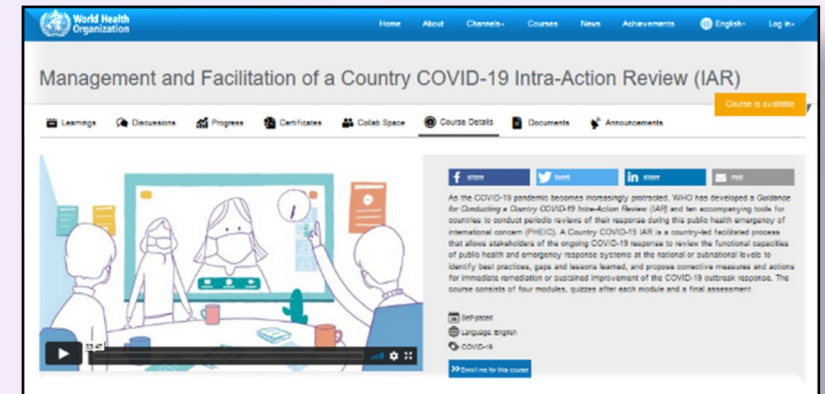 World Health
Organization
Home About Channels Courses News Achievements English Log in
Management and Facilitation of a Country COVID-19 Intra-Action Review (IAR)
Course is available
Learnings Discussions Progress Certificates Collab Space Course Details Documents Announcements
share tweet share mail
As the COVID-19 pandemic becomes increasingly protracted, WHO has developed a Guidance
for Conducting a Country COVID-19 Intra-Action Review (IAR) and ten accompanying tools for
countries to conduct periodic reviews of their response during this public health emergency of
international concern (PHEIC). A Country COVID-19 IAR is a country-led facilitated process
that allows stakeholders of the ongoing COVID-19 response to review the functional capacities
of public health and emergency response systems at the national or subnational levels to
identify best practices, gaps and lessons learned, and propose corrective measures and actions
for immediate remediation or sustained improvement of the COVID-19 outbreak response. The
course consists of four modules, quizzes after each module and a final assessment.
Self-paced
Language: English
COVID-19
Enroll me for this course